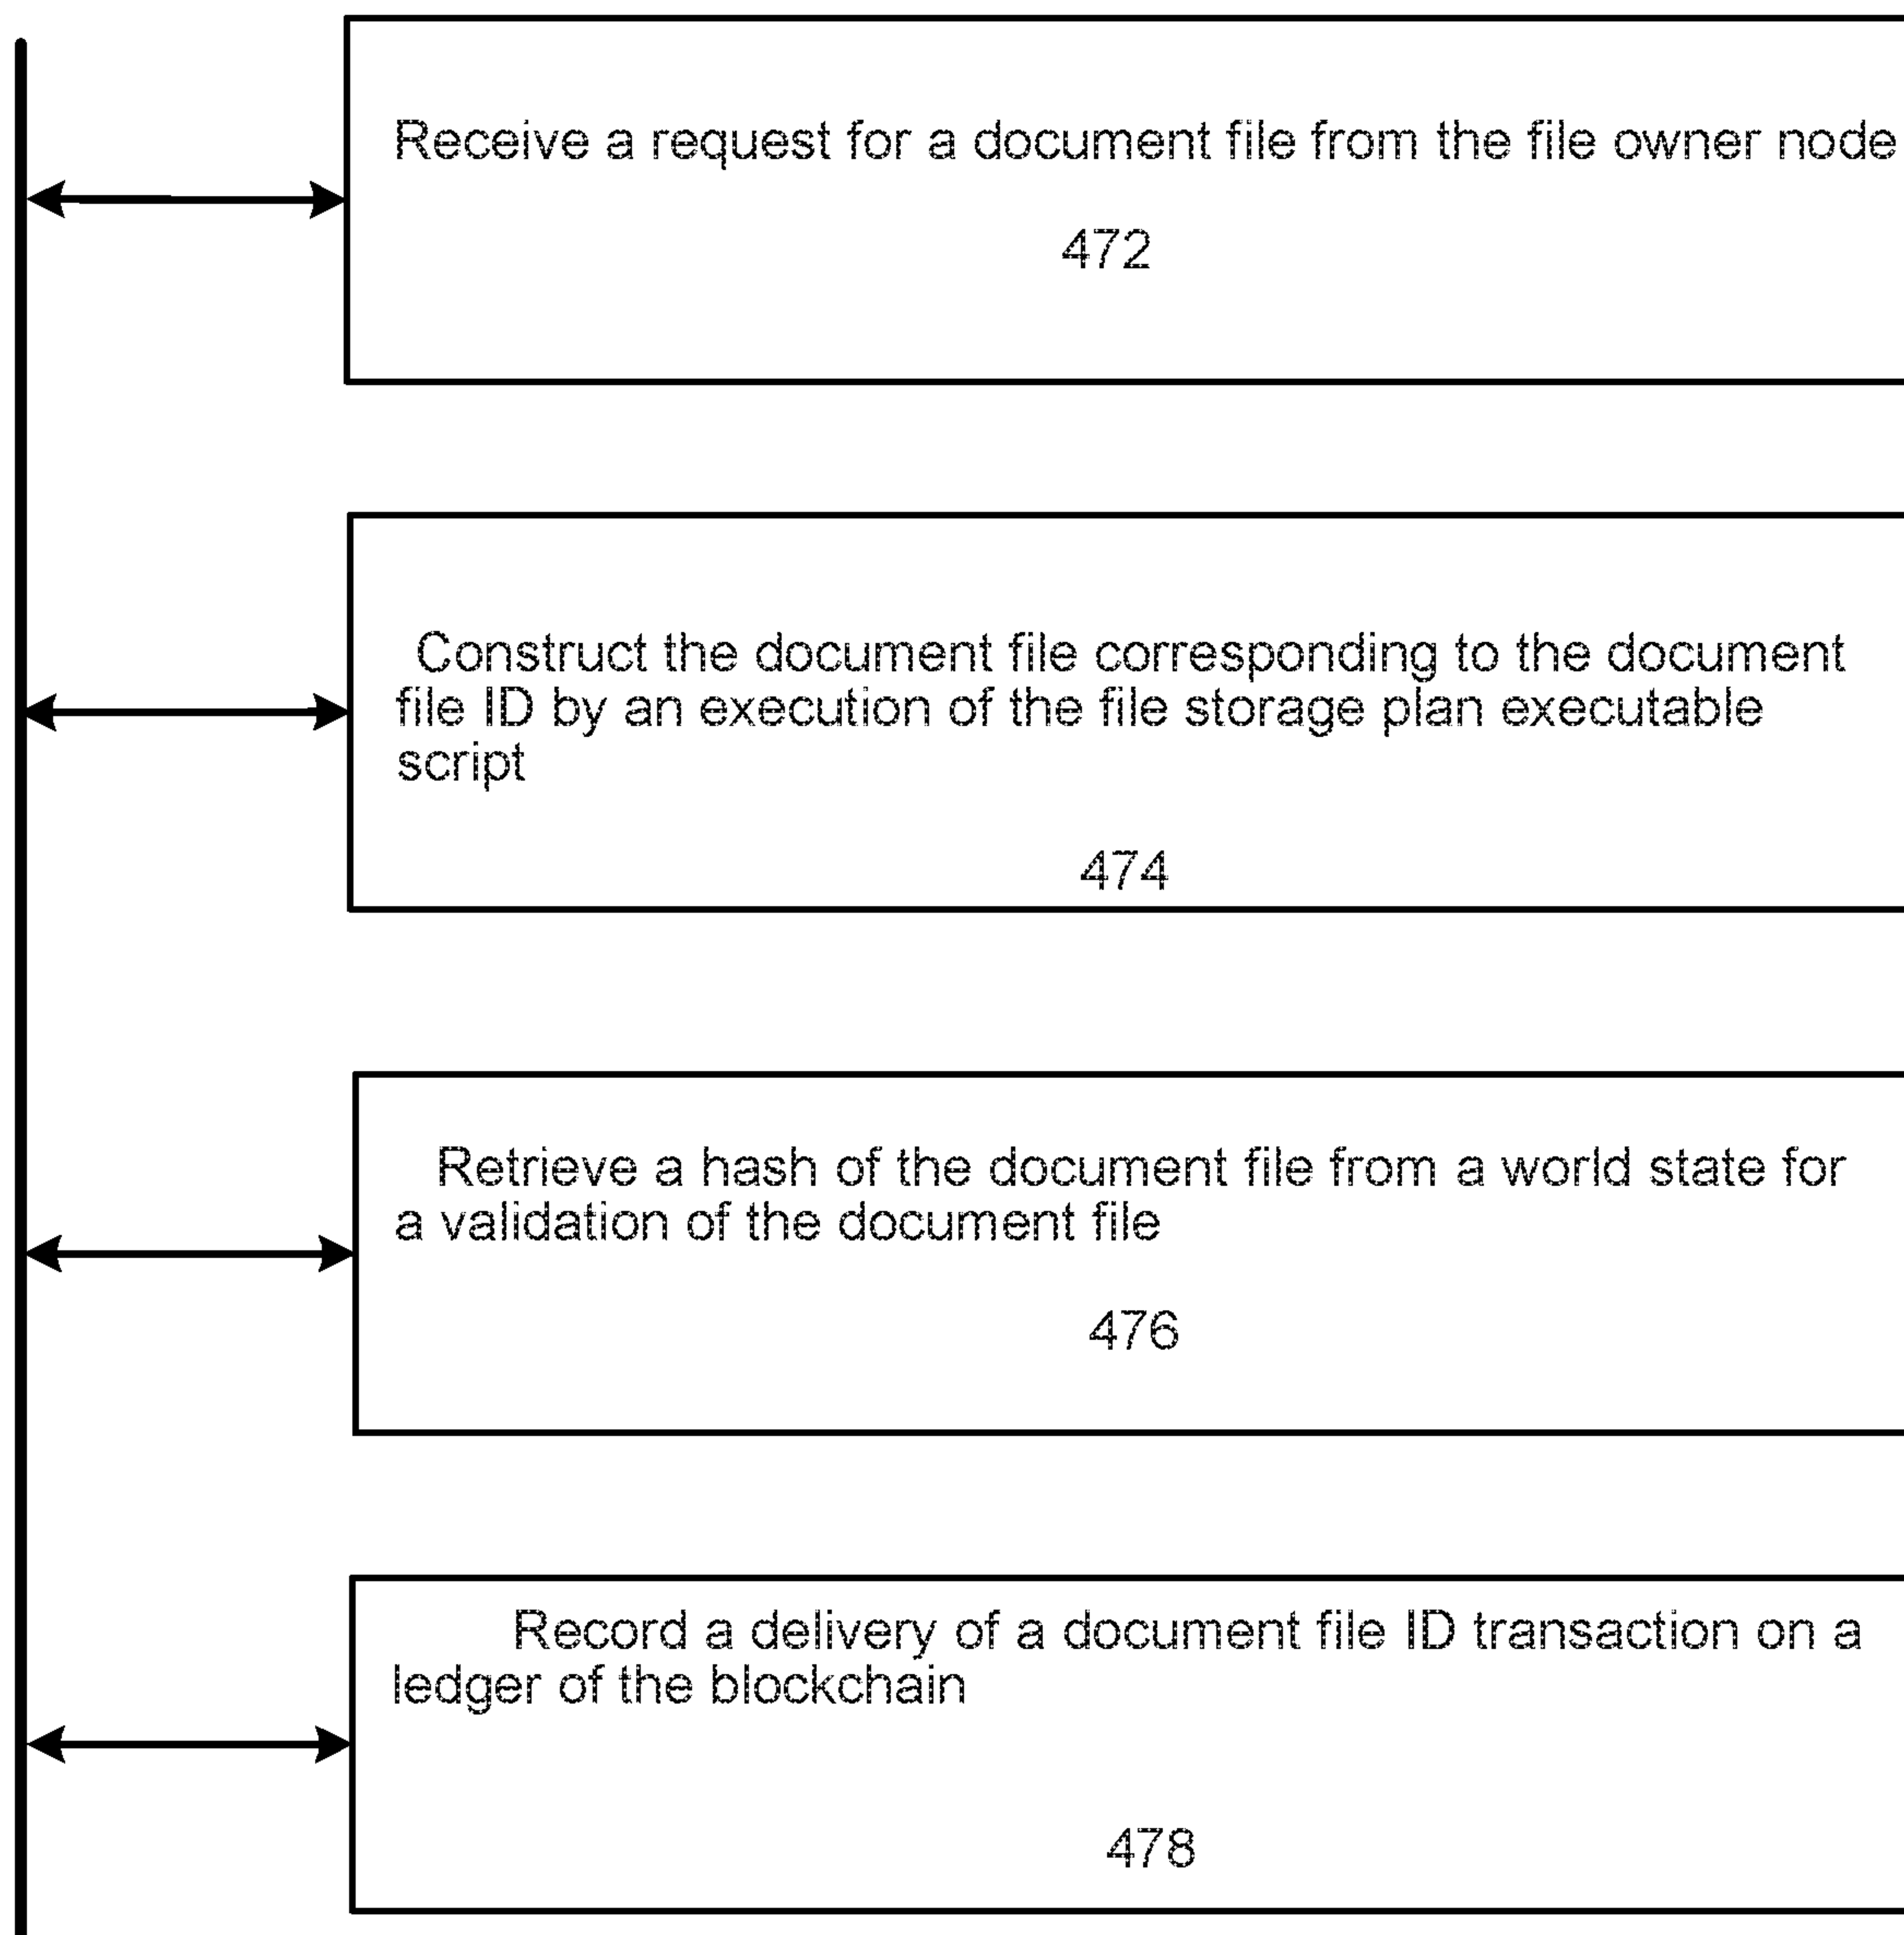 Receive a request for a document file from the file owner node
472
Construct the document file corresponding to the document
file ID by an execution of the file storage plan executable
script
474
Retrieve a hash of the document file from a world state for
a validation of the document file
476
Record a delivery of a document file ID transaction on a
ledger of the blockchain
478